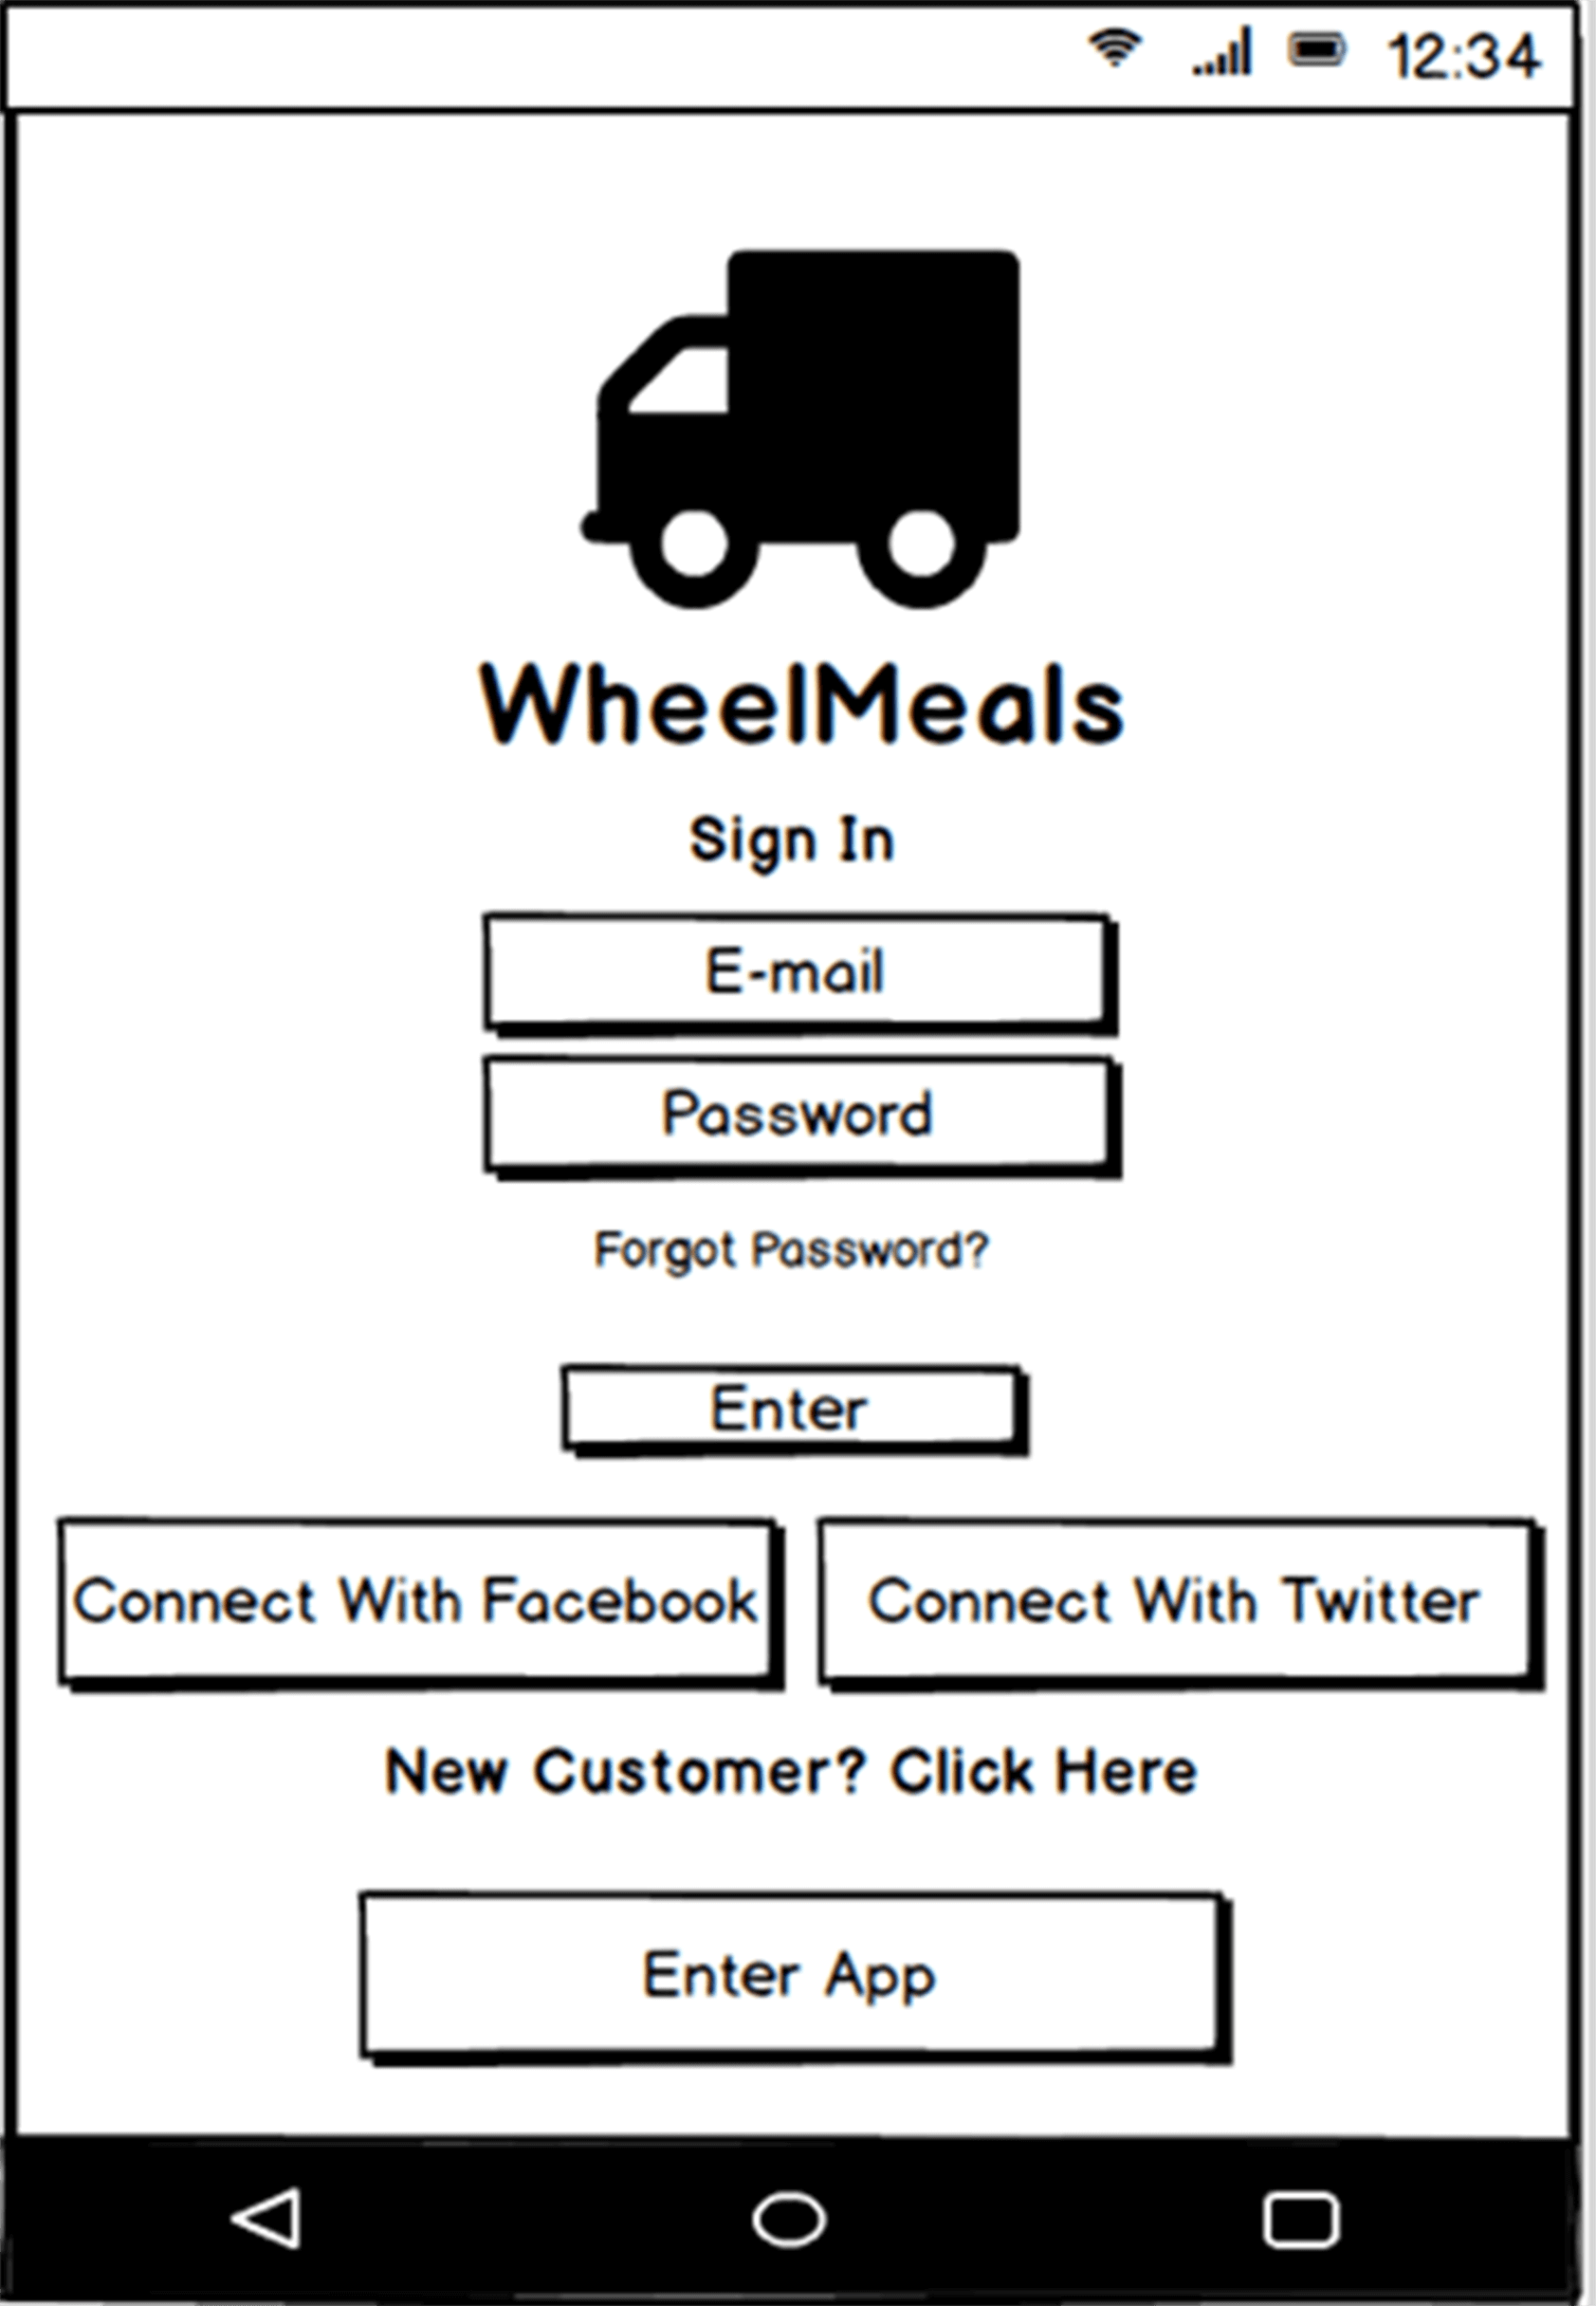 12:34
WheelMeals
Sign In
E-mail
Password
Forgot Password?
Enter
Connect With Facebook
Connect With Twitter
New Customer? Click Here
Enter App